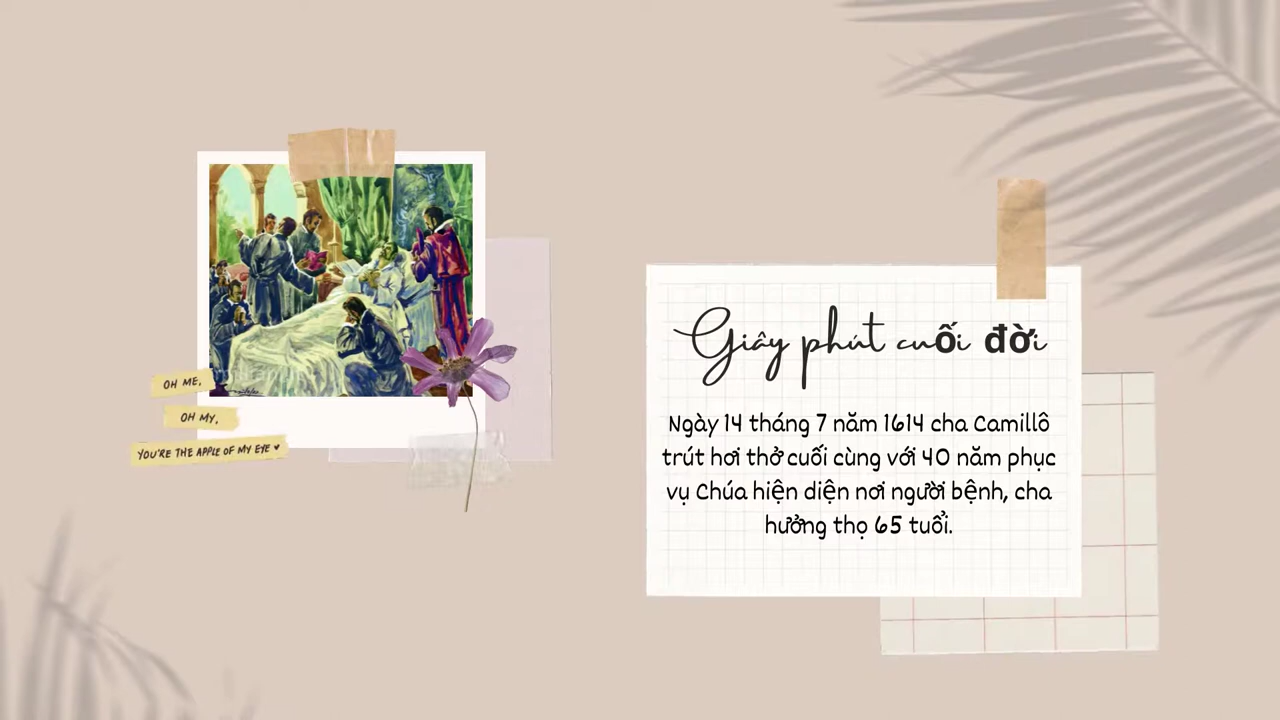 OH ME,
OH MY,
YOU'RE THE APPLE OF MY EYE ♥
Giây phút cuối đời
Ngày 14 tháng 7 năm 1614 cha Camillô
trút hơi thở cuối cùng với 40 năm phục
vụ Chúa hiện diện nơi người bệnh, cha
hưởng thọ 65 tuổi.